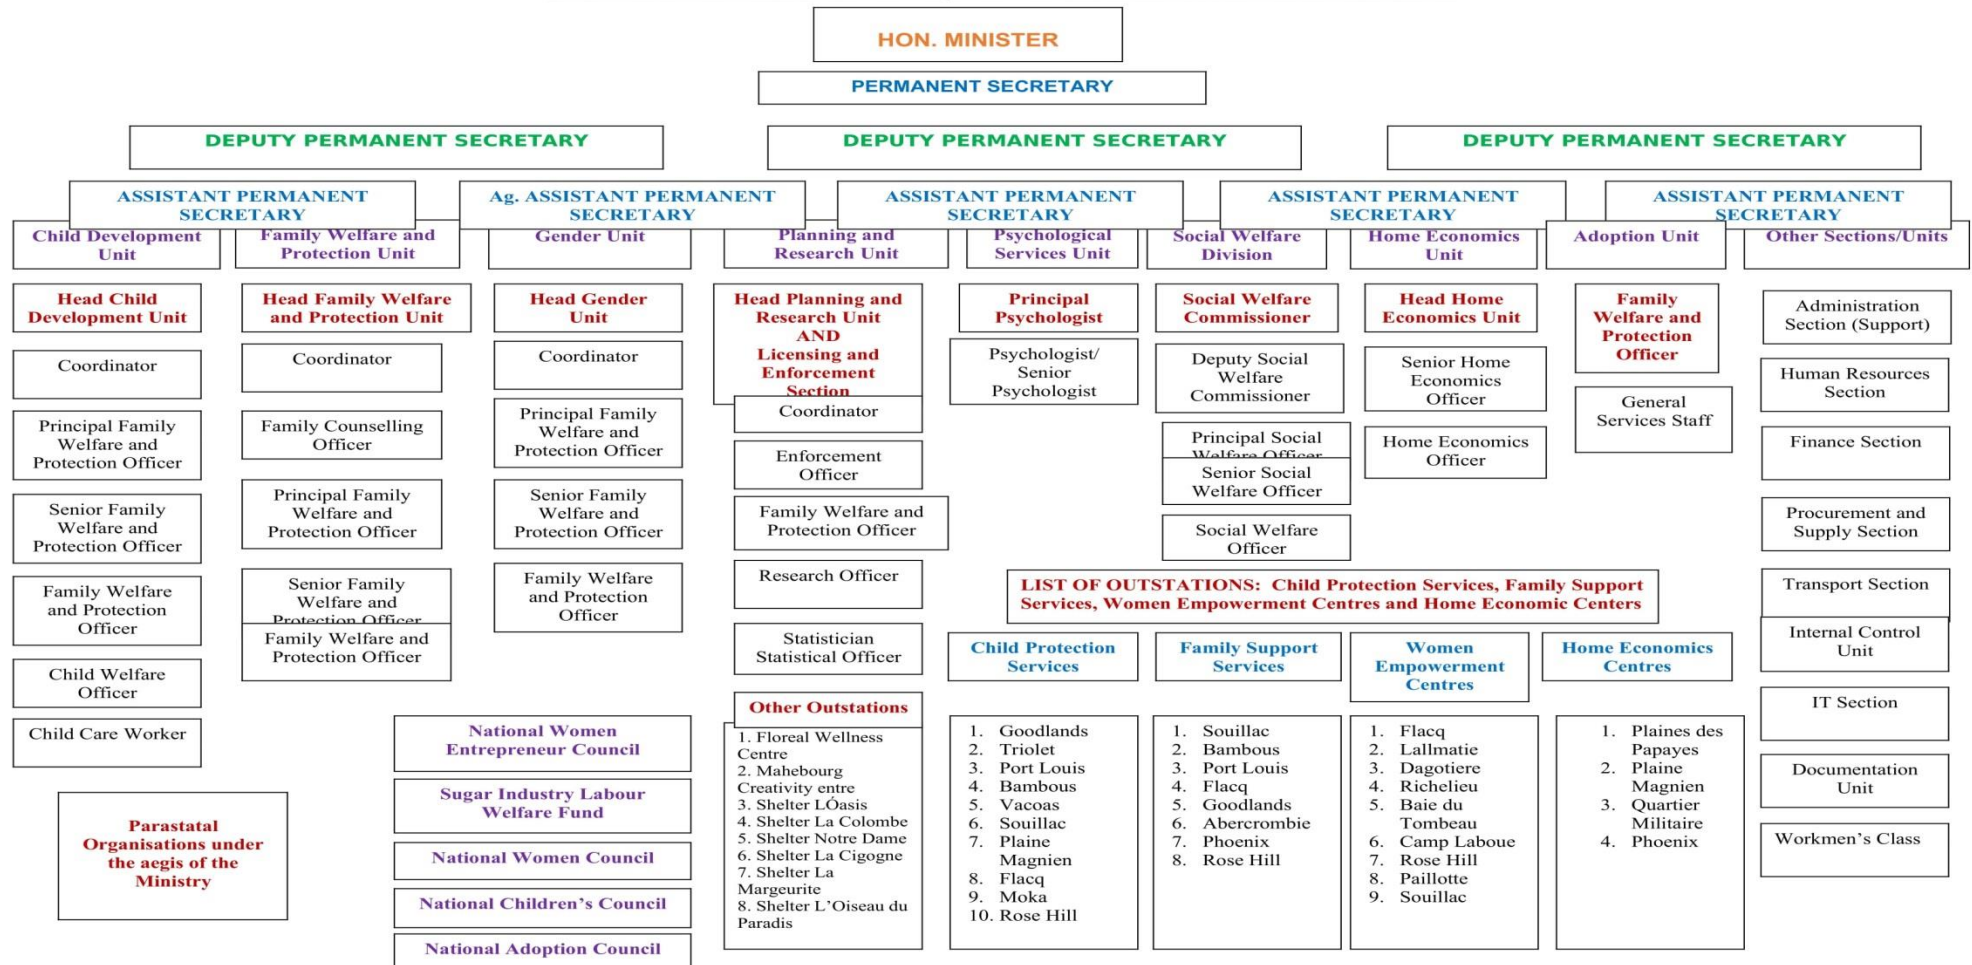 HON. MINISTER
PERMANENT SECRETARY
DEPUTY PERMANENT SECRETARY
DEPUTY PERMANENT SECRETARY
DEPUTY PERMANENT SECRETARY
ASSISTANT PERMANENT
SECRETARY
Ag. ASSISTANT PERMANENT
SECRETARY
ASSISTANT PERMANENT
SECRETARY
ASSISTANT PERMANENT
SECRETARY
ASSISTANT PERMANENT
SECRETARY
Child Development
Unit
Head Child
Development Unit
Coordinator
Principal Family
Welfare and
Protection Officer
Senior Family
Welfare and
Protection Officer
Family Welfare
and Protection
Officer
Child Welfare
Officer
Child Care Worker
Family Welfare and
Protection Unit
Head Family Welfare
and Protection Unit
Coordinator
Family Counselling
Officer
Principal Family
Welfare and
Protection Officer
Senior Family
Welfare and
Protection Officer
Family Welfare and
Protection Officer
Gender Unit
Head Gender
Unit
Coordinator
Principal Family
Welfare and
Protection Officer
Senior Family
Welfare and
Protection Officer
Family Welfare
and Protection
Officer
Planning and
Research Unit
Head Planning and
Research Unit
AND
Licensing and
Enforcement
Section
Coordinator
Enforcement
Officer
Family Welfare and
Protection Officer
Research Officer
Statistician
Statistical Officer
Psychological
Services Unit
Principal
Psychologist
Psychologist/
Senior
Psychologist
Social Welfare
Division
Social Welfare
Commissioner
Deputy Social
Welfare
Commissioner
Principal Social
Welfare Officer
Senior Social
Welfare Officer
Social Welfare
Officer
Home Economics
Unit
Head Home
Economics Unit
Senior Home
Economics
Officer
Home Economics
Officer
Adoption Unit
Family
Welfare and
Protection
Officer
General
Services Staff
Other Sections/Units
Administration
Section (Support)
Human Resources
Section
Finance Section
Procurement and
Supply Section
Transport Section
Internal Control
Unit
IT Section
Documentation
Unit
Workmen's Class
Parastatal
Organisations under
the aegis of the
Ministry
National Women
Entrepreneur Council
Sugar Industry Labour
Welfare Fund
National Women Council
National Children's Council
National Adoption Council
Other Outstations
1. Floreal Wellness
Centre
2. Mahebourg
Creativity entre
3. Shelter LÓasis
4. Shelter La Colombe
5. Shelter Notre Dame
6. Shelter La Cigogne
7. Shelter La
Margeurite
8. Shelter L'Oiseau du
Paradis
LIST OF OUTSTATIONS: Child Protection Services, Family Support
Services, Women Empowerment Centres and Home Economic Centers
Child Protection
Services
1. Goodlands
2. Triolet
3. Port Louis
4. Bambous
5. Vacoas
6. Souillac
7. Plaine
Magnien
8. Flacq
9. Moka
10. Rose Hill
Family Support
Services
1. Souillac
2. Bambous
3. Port Louis
4. Flacq
5. Goodlands
6. Abercrombie
7. Phoenix
8. Rose Hill
Women
Empowerment
Centres
1. Flacq
2. Lallmatie
3. Dagotiere
4. Richelieu
5. Baie du
Tombeau
6. Camp Laboue
7. Rose Hill
8. Paillotte
9. Souillac
Home Economics
Centres
1. Plaines des
Papayes
2. Plaine
Magnien
3. Quartier
Militaire
4. Phoenix